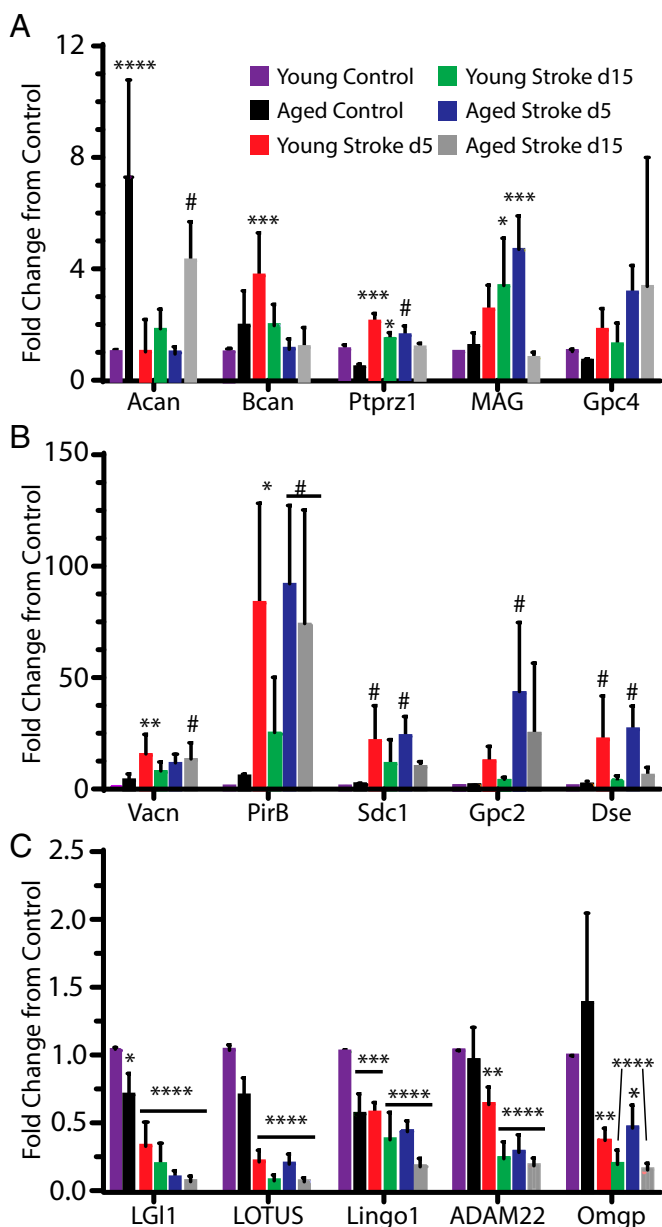 A
12
8
4
0
Fold Change from Control
Young Control
Aged Control
Young Stroke d5
Young Stroke d15
Aged Stroke d5
Aged Stroke d15
****
#
***
***
*
#
*
***
Acan Bcan Ptprz1 MAG Gpc4
B
150
100
50
0
Fold Change from Control
**
#
*
#
#
#
#
#
#
Vacn PirB Sdc1 Gpc2 Dse
C
2.5
2.0
1.5
1.0
0.5
0.0
Fold Change from Control
*
****
****
***
****
**
****
**
****
*
LGl1 LOTUS Lingo1 ADAM22 Omgp